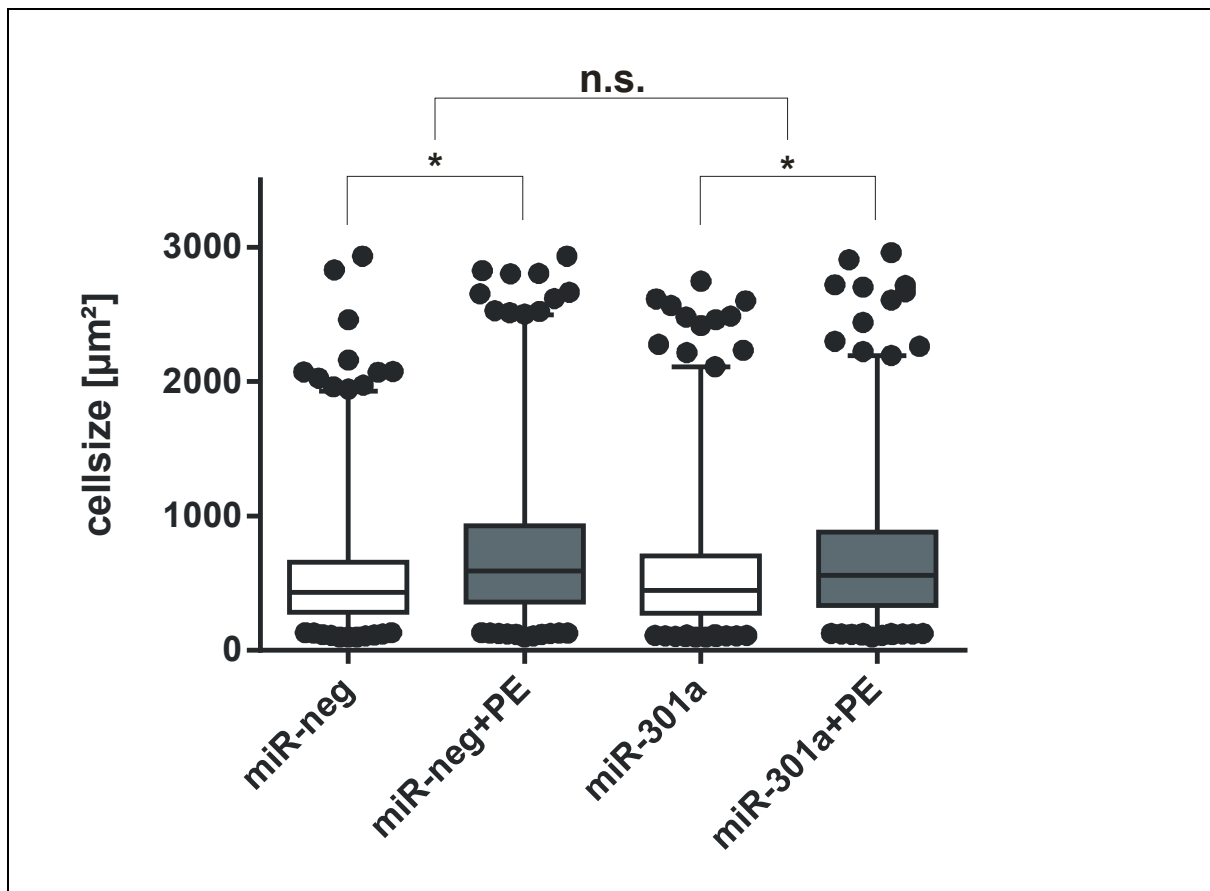 n.s.
* *
3000
2000
1000
0
cellsize [µm²]
miR-neg
miR-neg+PE
miR-301a
miR-301a+PE